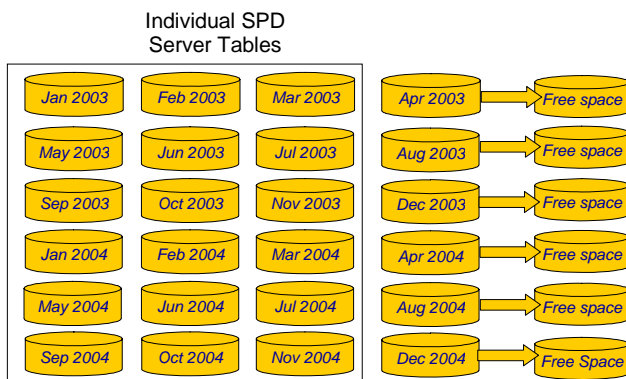 Individual SPD
Server Tables
Jan 2003 Feb 2003 Mar 2003 Apr 2003 Free space
May 2003 Jun 2003 Jul 2003 Aug 2003 Free space
Sep 2003 Oct 2003 Nov 2003 Dec 2003 Free space
Jan 2004 Feb 2004 Mar 2004 Apr 2004 Free space
May 2004 Jun 2004 Jul 2004 Aug 2004 Free space
Sep 2004 Oct 2004 Nov 2004 Dec 2004 Free Space